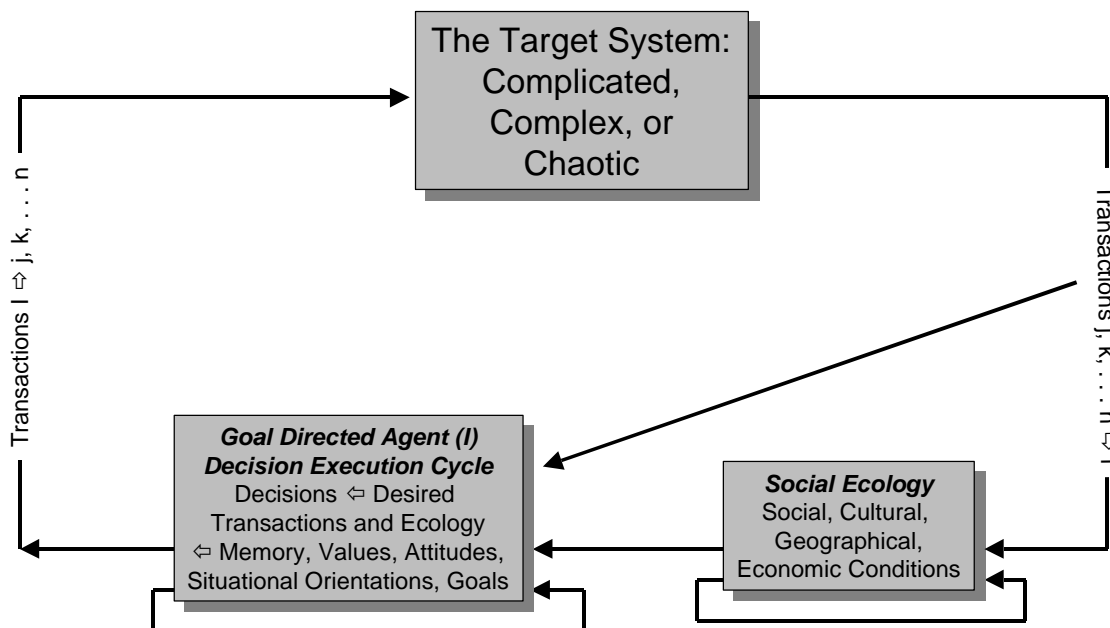 The Target System:
Complicated,
Complex, or
Chaotic
Transactions I ⇨ j, k, . . . n
Transactions j, k, . . . n ⇨ I
Goal Directed Agent (I)
Decision Execution Cycle
Decisions ⇦ Desired
Transactions and Ecology
⇦ Memory, Values, Attitudes,
Situational Orientations, Goals
Social Ecology
Social, Cultural,
Geographical,
Economic Conditions